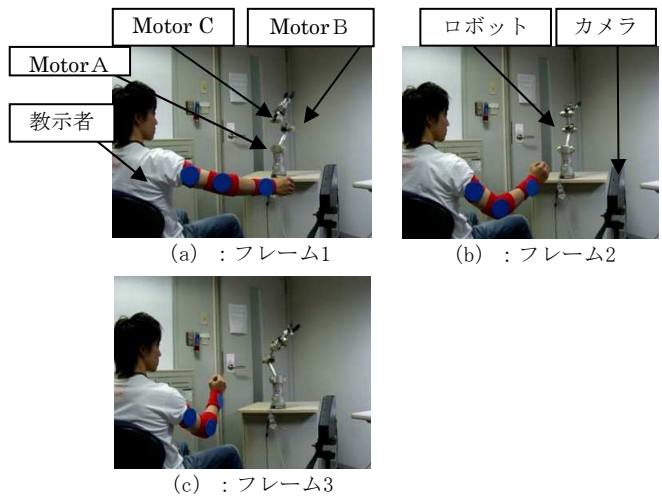 Motor C
Motor B
ロボット
カメラ
Motor A
教示者
(a) ：フレーム1
(b) ：フレーム2
(c) ：フレーム3